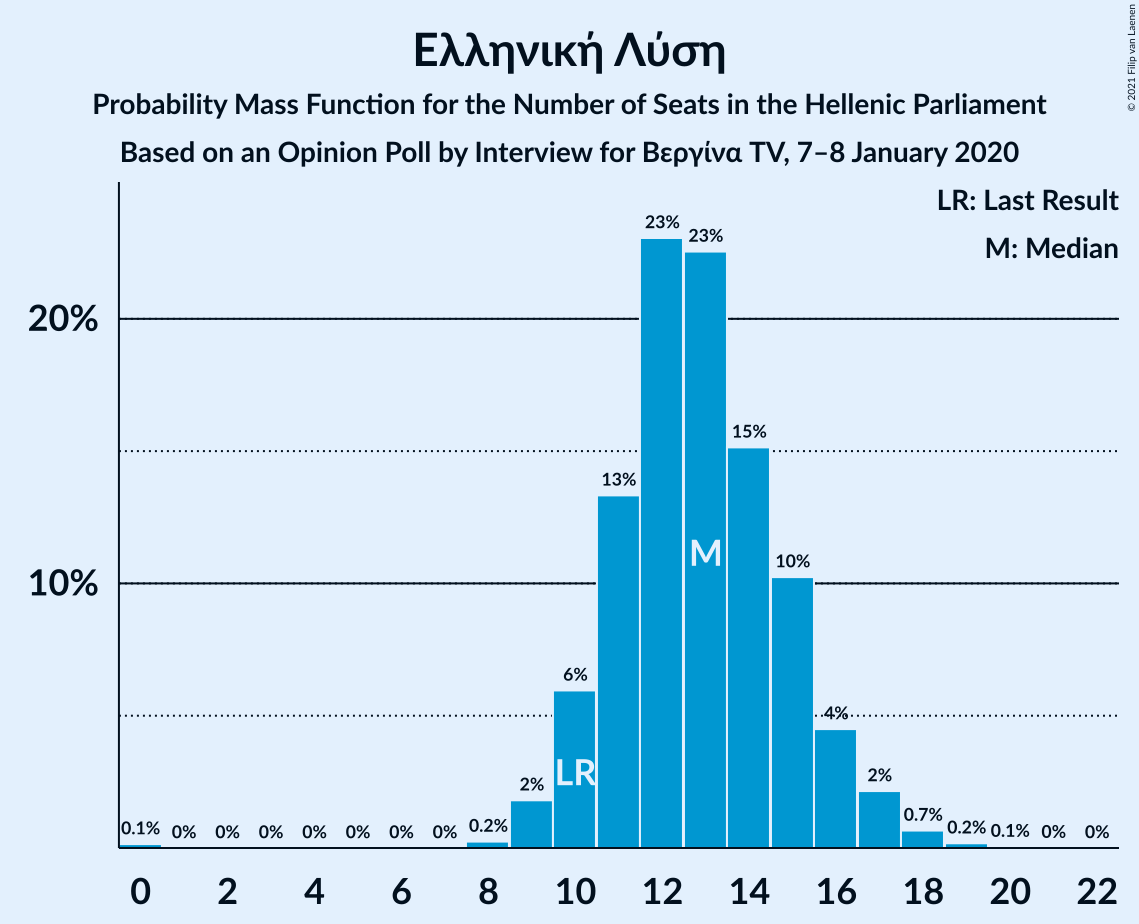 Ελληνική Λύση
Probability Mass Function for the Number of Seats in the Hellenic Parliament
Based on an Opinion Poll by Interview for Βεργίνα TV, 7–8 January 2020
© 2021 Filip van Laenen
LR: Last Result
M: Median
20%
10%
0.1% 0% 0% 0% 0% 0% 0% 0% 0.2% 2% 6% 13% 23% 23% 15% 10% 4% 2% 0.7% 0.2% 0.1% 0% 0%
M
LR
0 2 4 6 8 10 12 14 16 18 20 22